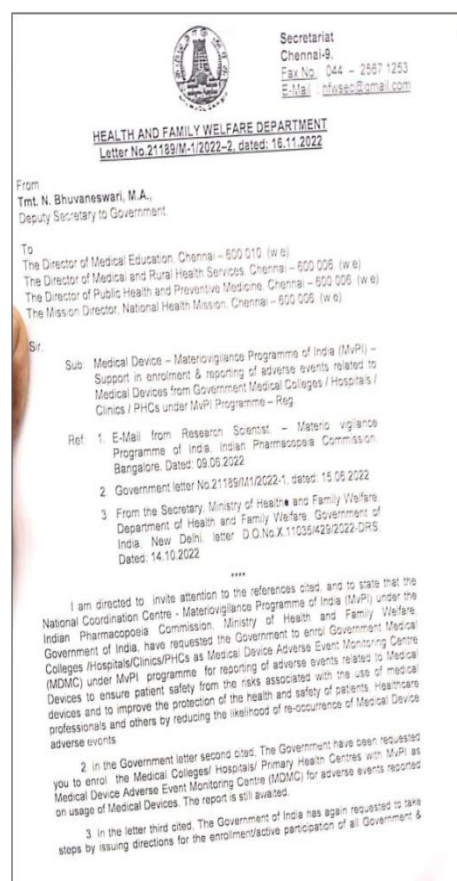 Secretariat
Chennai-9.
Fax No. 044 – 2567 1253
E-Mail : hfwsec@gmail.com
HEALTH AND FAMILY WELFARE DEPARTMENT
Letter No.21189/M-1/2022–2, dated: 16.11.2022
From
Tmt. N. Bhuvaneswari, M.A.,
Deputy Secretary to Government.
To
The Director of Medical Education, Chennai – 600 010. (w.e)
The Director of Medical and Rural Health Services, Chennai – 600 006. (w.e)
The Director of Public Health and Preventive Medicine, Chennai – 600 006. (w.e)
The Mission Director, National Health Mission, Chennai – 600 006. (w.e)
Sir,
Sub: Medical Device – Materiovigilance Programme of India (MvPI) –
Support in enrolment & reporting of adverse events related to
Medical Devices from Government Medical Colleges / Hospitals /
Clinics / PHCs under MvPI Programme – Reg.
Ref: 1. E-Mail from Research Scientist, – Materio vigilance
Programme of India, Indian Pharmacopeia Commission,
Bangalore, Dated: 09.06.2022
2. Government letter No.21189/M1/2022-1, dated: 15.06.2022
3. From the Secretary, Ministry of Health and Family Welfare,
Department of Health and Family Welfare, Government of
India, New Delhi, letter D.O.No.X.11035/429/2022-DRS,
Dated: 14.10.2022
****
I am directed to invite attention to the references cited, and to state that the
National Coordination Centre - Materiovigilance Programme of India (MvPI) under the
Indian Pharmacopoeia Commission, Ministry of Health and Family Welfare,
Government of India, have requested the Government to enrol Government Medical
Colleges /Hospitals/Clinics/PHCs as Medical Device Adverse Event Monitoring Centre
(MDMC) under MvPI programme for reporting of adverse events related to Medical
Devices to ensure patient safety from the risks associated with the use of medical
devices and to improve the protection of the health and safety of patients, Healthcare
professionals and others by reducing the likelihood of re-occurrence of Medical Device
adverse events.
2. In the Government letter second cited, The Government have been requested
you to enrol the Medical Colleges/ Hospitals/ Primary Health Centres with MvPI as
Medical Device Adverse Event Monitoring Centre (MDMC) for adverse events reported
on usage of Medical Devices. The report is still awaited.
3. In the letter third cited, The Government of India has again requested to take
steps by issuing directions for the enrollment/active participation of all Government &